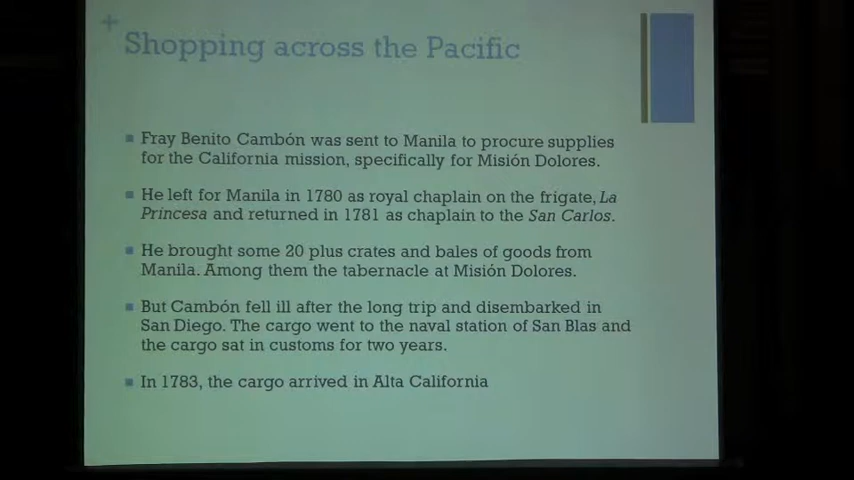 +
Shopping across the Pacific
Fray Benito Cambón was sent to Manila to procure supplies
for the California mission, specifically for Misión Dolores.
He left for Manila in 1780 as royal chaplain on the frigate, La
Princesa and returned in 1781 as chaplain to the San Carlos.
He brought some 20 plus crates and bales of goods from
Manila. Among them the tabernacle at Misión Dolores.
But Cambón fell ill after the long trip and disembarked in
San Diego. The cargo went to the naval station of San Blas and
the cargo sat in customs for two years.
In 1783, the cargo arrived in Alta California